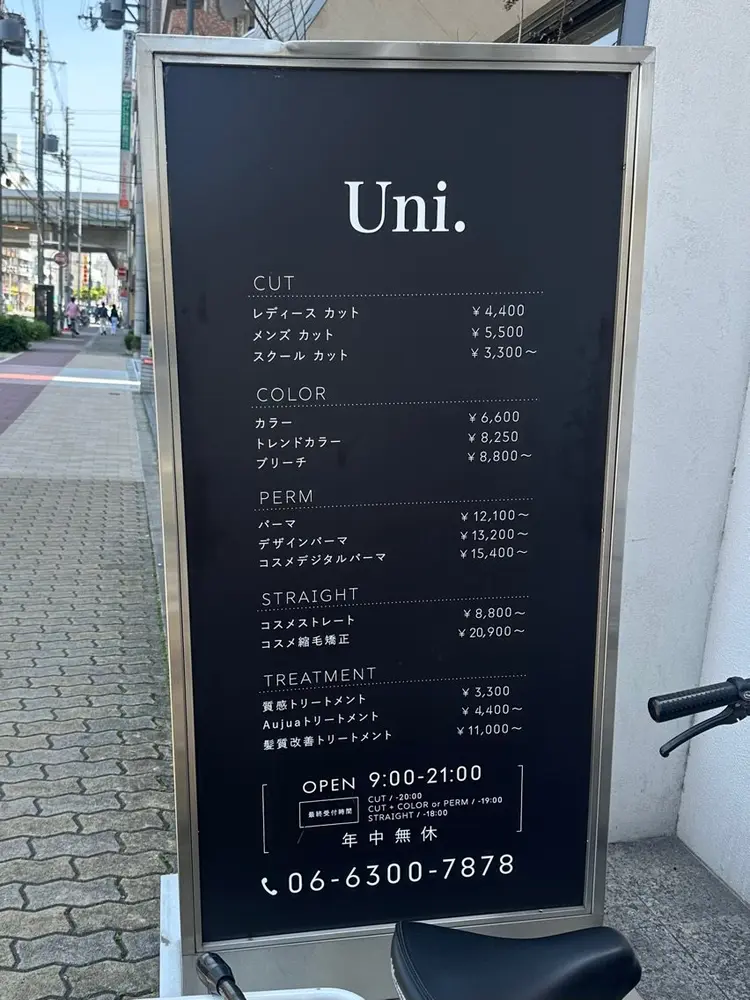 Uni.
CUT
レディース カット ¥4,400
メンズ カット ¥5,500
スクール カット ¥3,300〜
COLOR
カラー ¥6,600
トレンドカラー ¥8,250
ブリーチ ¥8,800〜
PERM
パーマ ¥12,100〜
デザインパーマ ¥13,200〜
コスメデジタルパーマ ¥15,400〜
STRAIGHT
コスメストレート ¥8,800〜
コスメ縮毛矯正 ¥20,900〜
TREATMENT
質感トリートメント ¥3,300
Aujuaトリートメント ¥4,400〜
髪質改善トリートメント ¥11,000〜
OPEN 9:00-21:00
最終受付時間
CUT / -20:00
CUT + COLOR or PERM / -19:00
STRAIGHT / -18:00
年中無休
06-6300-7878